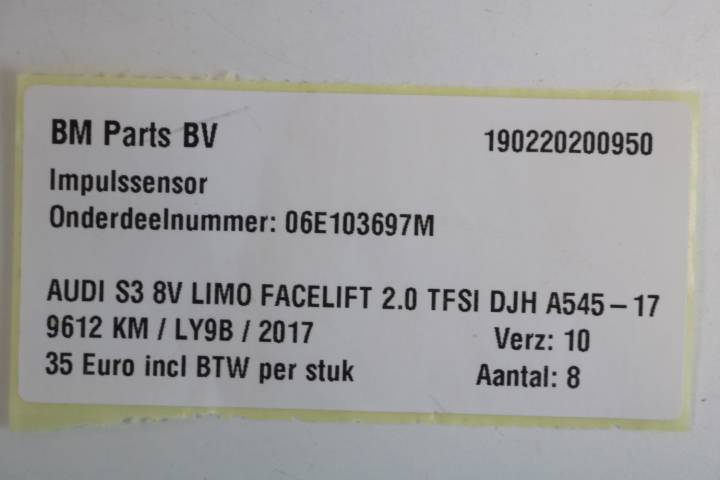 BM Parts BV 190220200950
Impulssensor
Onderdeelnummer: 06E103697M
AUDI S3 8V LIMO FACELIFT 2.0 TFSI DJH A545-17
9612 KM / LY9B / 2017 Verz: 10
35 Euro incl BTW per stuk Aantal: 8